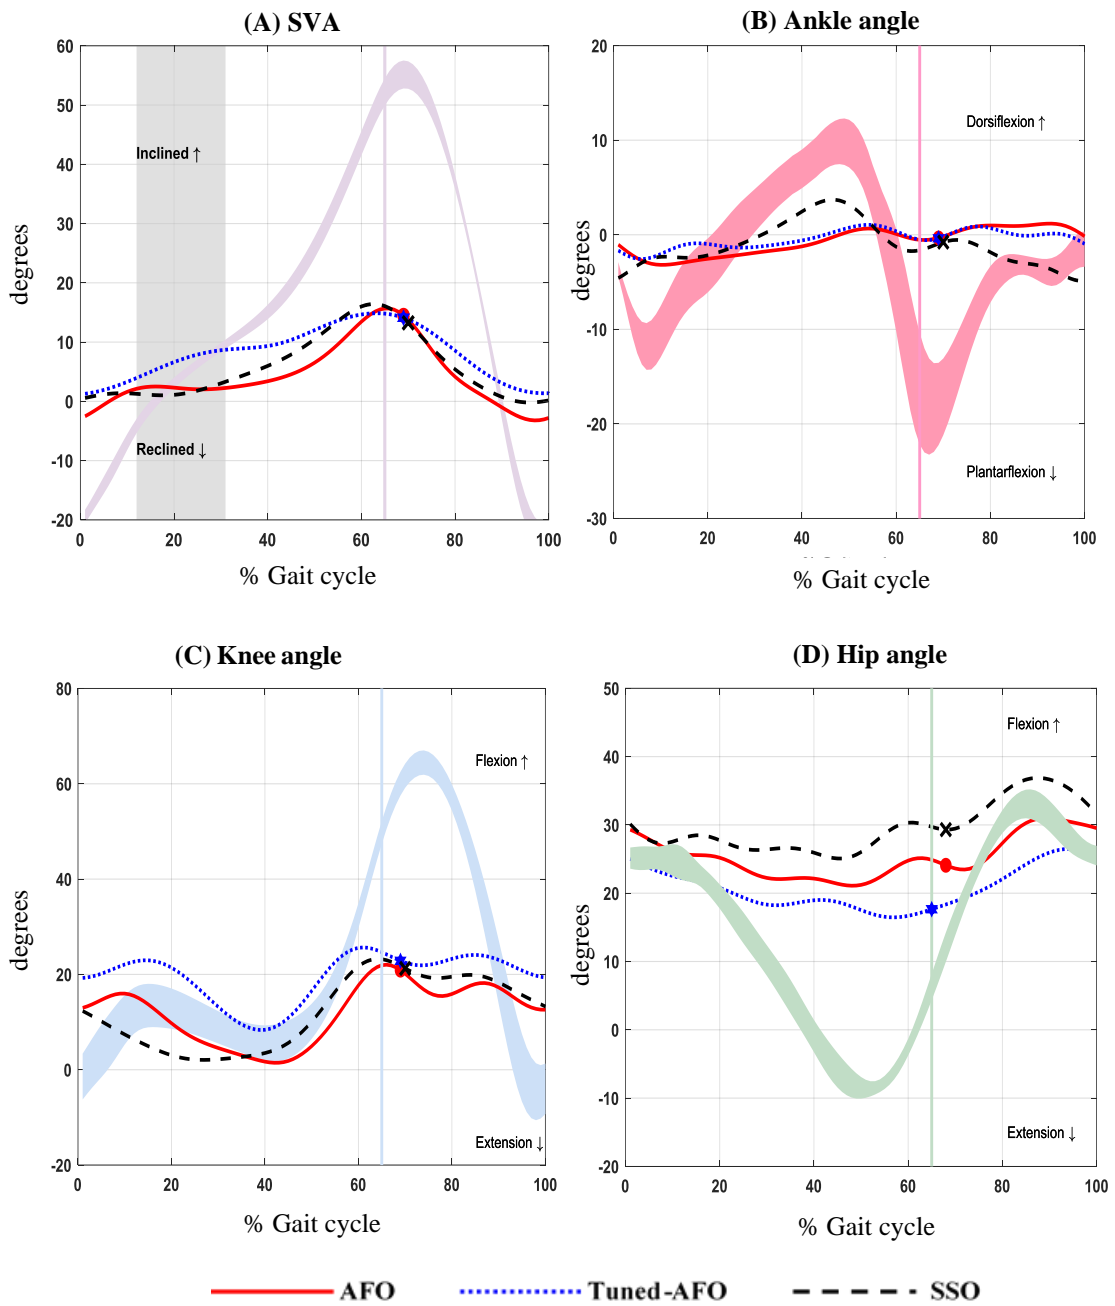 (A) SVA
(B) Ankle angle
60
50
40
30
20
10
0
-10
-20
degrees
Inclined ↑
Reclined ↓
0
20
40
60
80
100
% Gait cycle
20
10
0
-10
-20
-30
degrees
Dorsiflexion ↑
Plantarflexion ↓
0
20
40
60
80
100
% Gait cycle
(C) Knee angle
(D) Hip angle
80
60
40
20
0
-20
degrees
Flexion ↑
Extension ↓
0
20
40
60
80
100
% Gait cycle
50
40
30
20
10
0
-10
-20
degrees
Flexion ↑
Extension ↓
0
20
40
60
80
100
% Gait cycle
AFO
Tuned-AFO
SSO